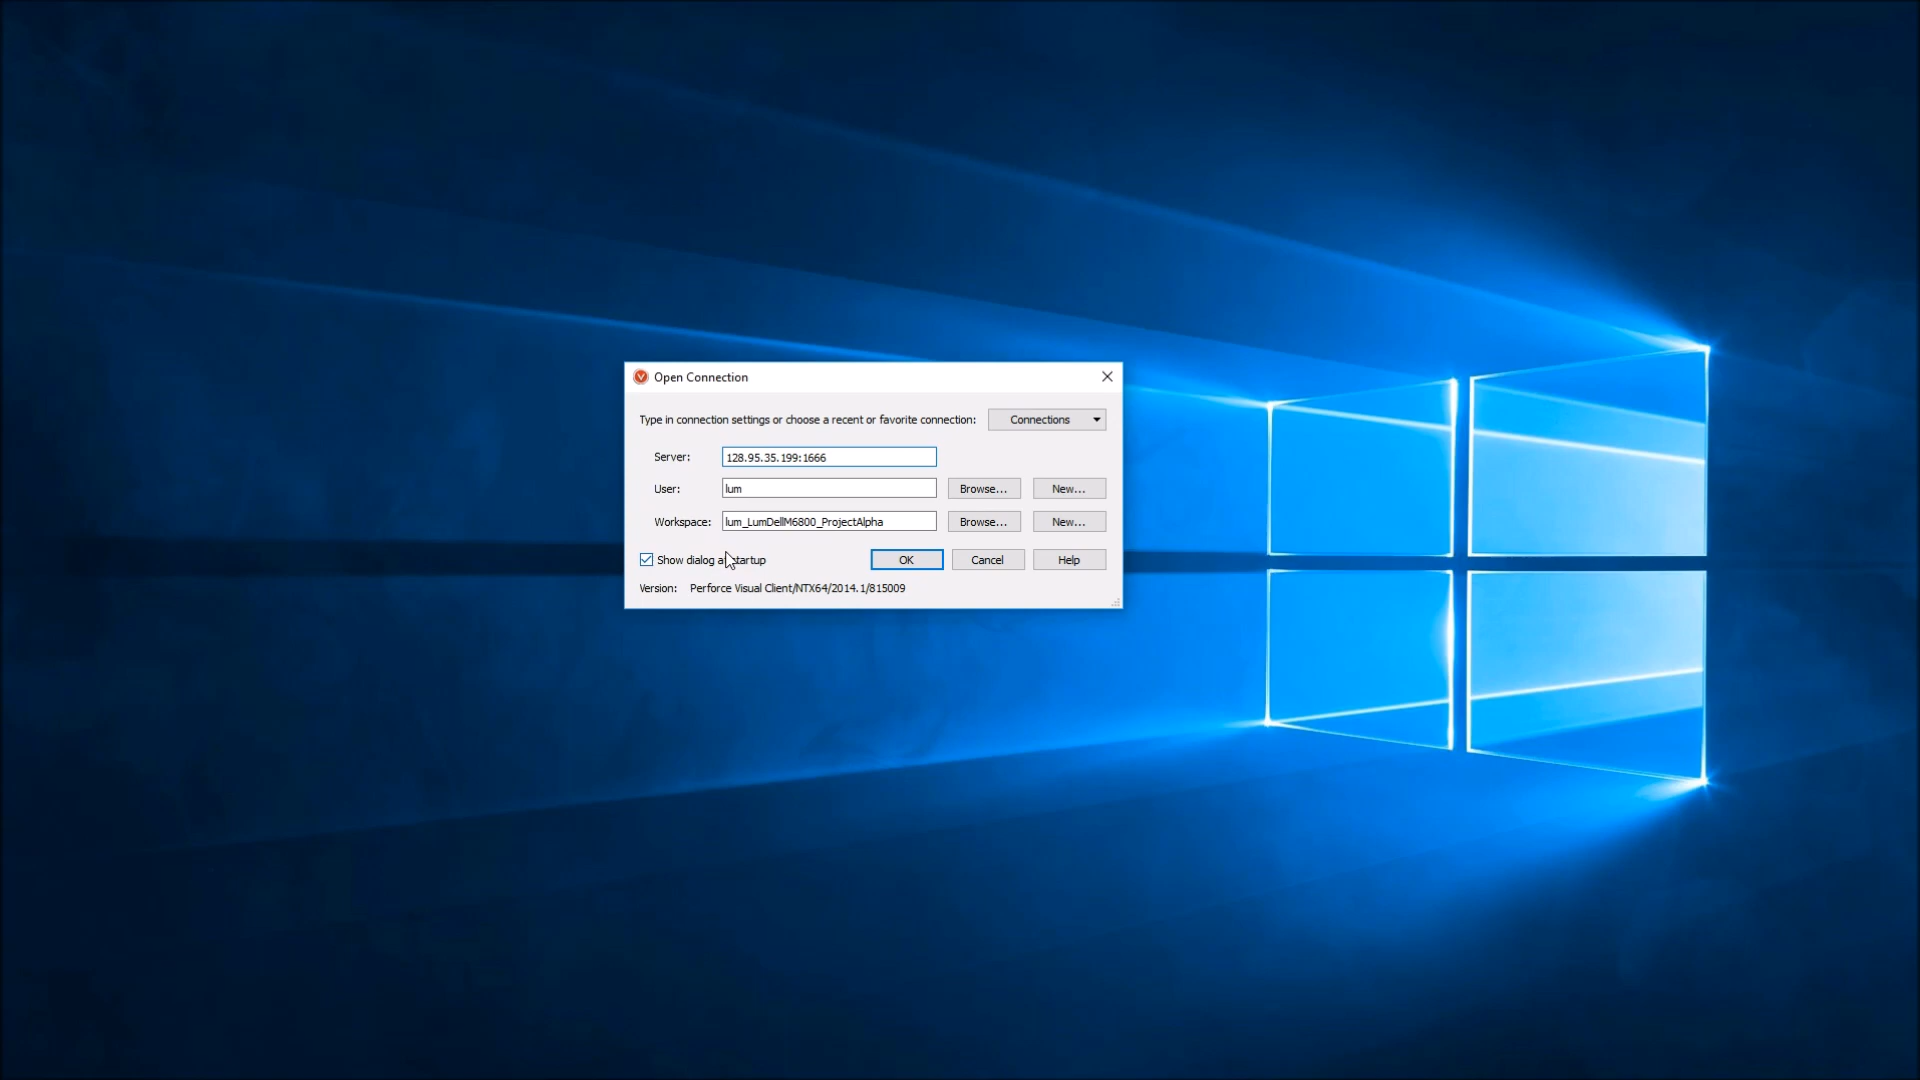 Open Connection
Type in connection settings or choose a recent or favorite connection: Connections
Server: 128.95.35.199:1666
User: lum Browse... New...
Workspace: lum_LumDellM6800_ProjectAlpha Browse... New...
Show dialog at startup OK Cancel Help
Version: Perforce Visual Client/NTX64/2014.1/815009